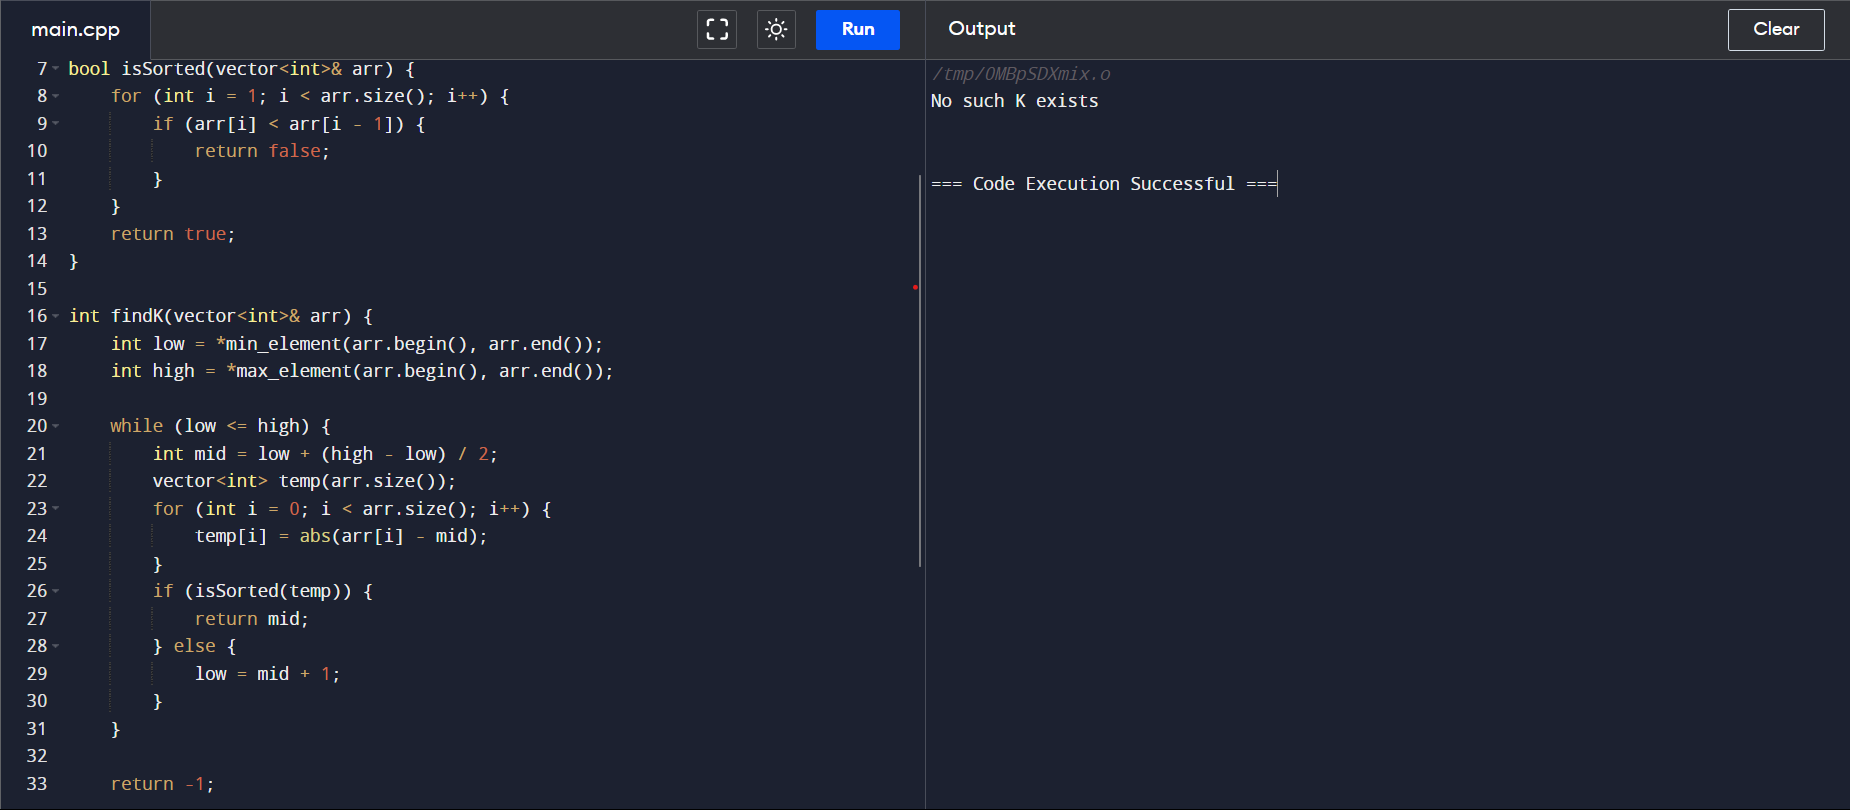 main.cpp
Run
Output
Clear
7 bool isSorted(vector<int>& arr) {
8     for (int i = 1; i < arr.size(); i++) {
9         if (arr[i] < arr[i - 1]) {
10             return false;
11         }
12     }
13     return true;
14 }
15
16 int findK(vector<int>& arr) {
17     int low = *min_element(arr.begin(), arr.end());
18     int high = *max_element(arr.begin(), arr.end());
19
20     while (low <= high) {
21         int mid = low + (high - low) / 2;
22         vector<int> temp(arr.size());
23         for (int i = 0; i < arr.size(); i++) {
24             temp[i] = abs(arr[i] - mid);
25         }
26         if (isSorted(temp)) {
27             return mid;
28         } else {
29             low = mid + 1;
30         }
31     }
32
33     return -1;
/tmp/OMBpSDXmix.o
No such K exists
=== Code Execution Successful ===